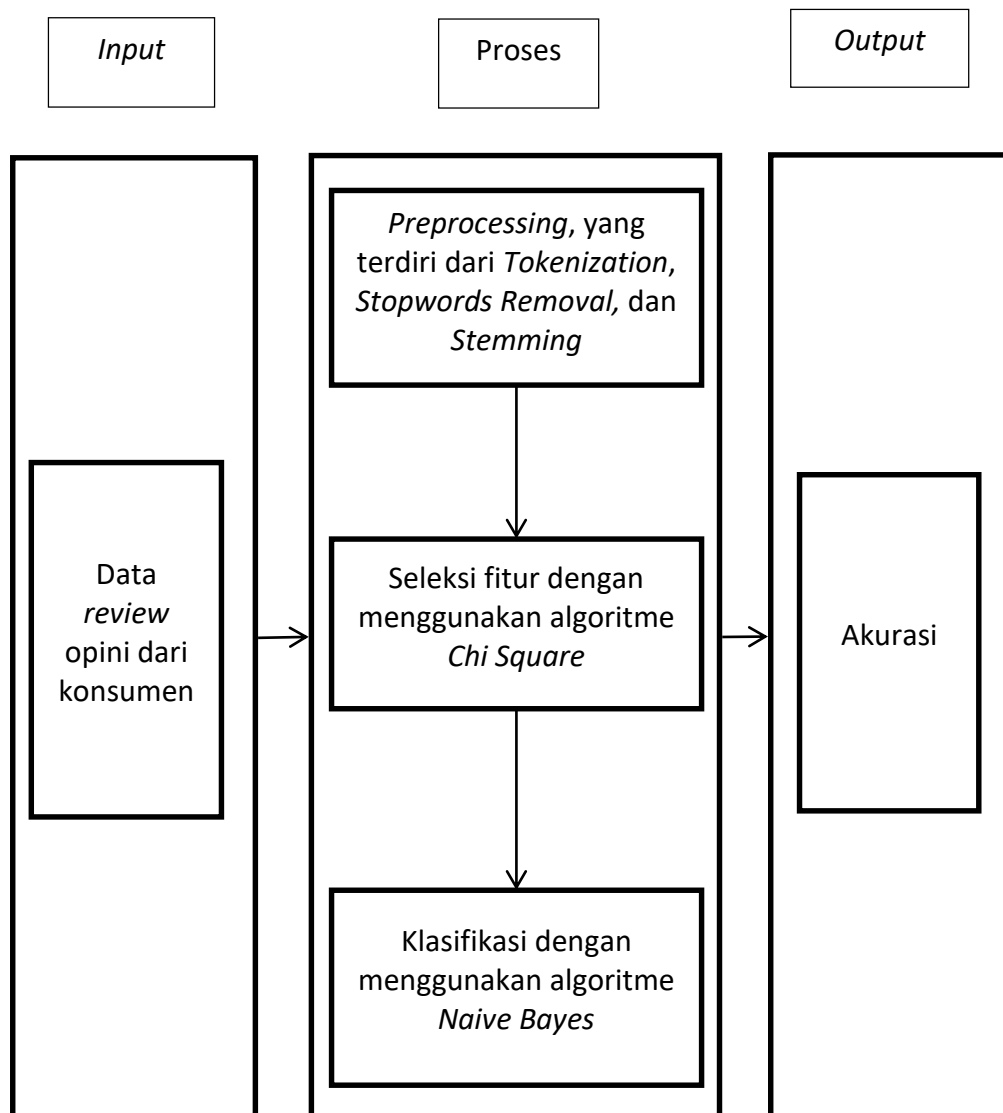 Input
Proses
Output
Preprocessing, yang
terdiri dari Tokenization,
Stopwords Removal, dan
Stemming
Data
review
opini dari
konsumen
Seleksi fitur dengan
menggunakan algoritme
Chi Square
Akurasi
Klasifikasi dengan
menggunakan algoritme
Naive Bayes